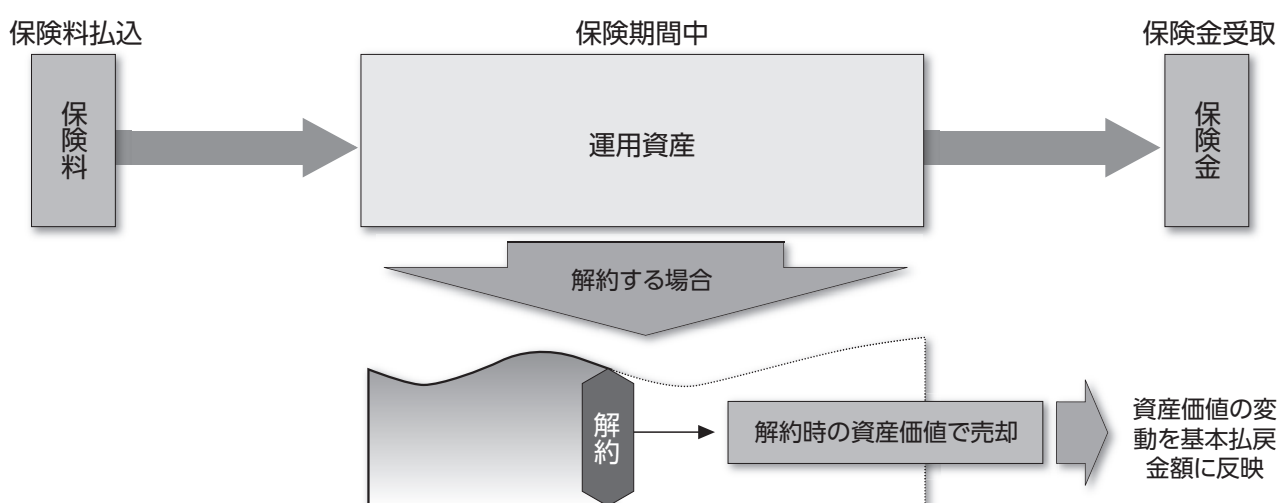 保険料払込
保険期間中
保険金受取
保険料
運用資産
保険金
解約する場合
解約
解約時の資産価値で売却
資産価値の変
動を基本払戻
金額に反映